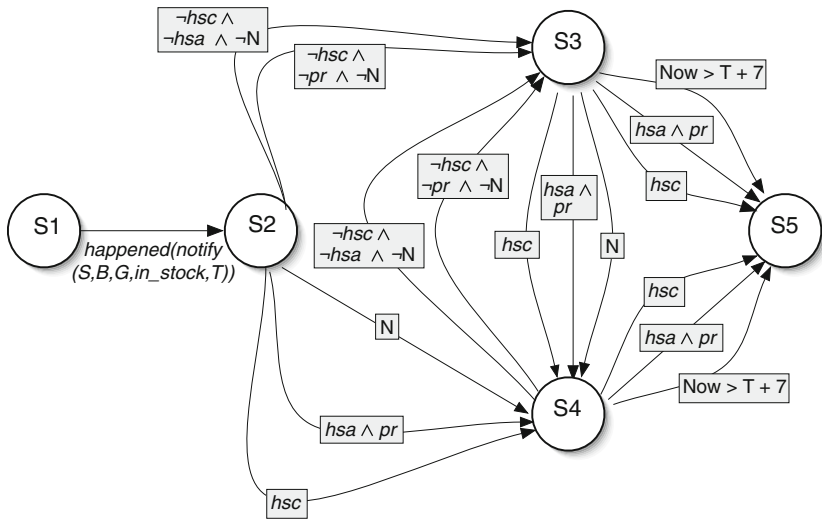 ¬hsc ∧
¬hsa ∧ ¬N
¬hsc ∧
¬pr ∧ ¬N
S3
Now > T + 7
hsa ∧ pr
hsc
¬hsc ∧
¬pr ∧ ¬N
hsa ∧
pr
S1
S2
S5
¬hsc ∧
¬hsa ∧ ¬N
hsc
N
happened(notify
(S,B,G,in_stock,T))
hsc
N
hsa ∧ pr
Now > T + 7
S4
hsa ∧ pr
hsc